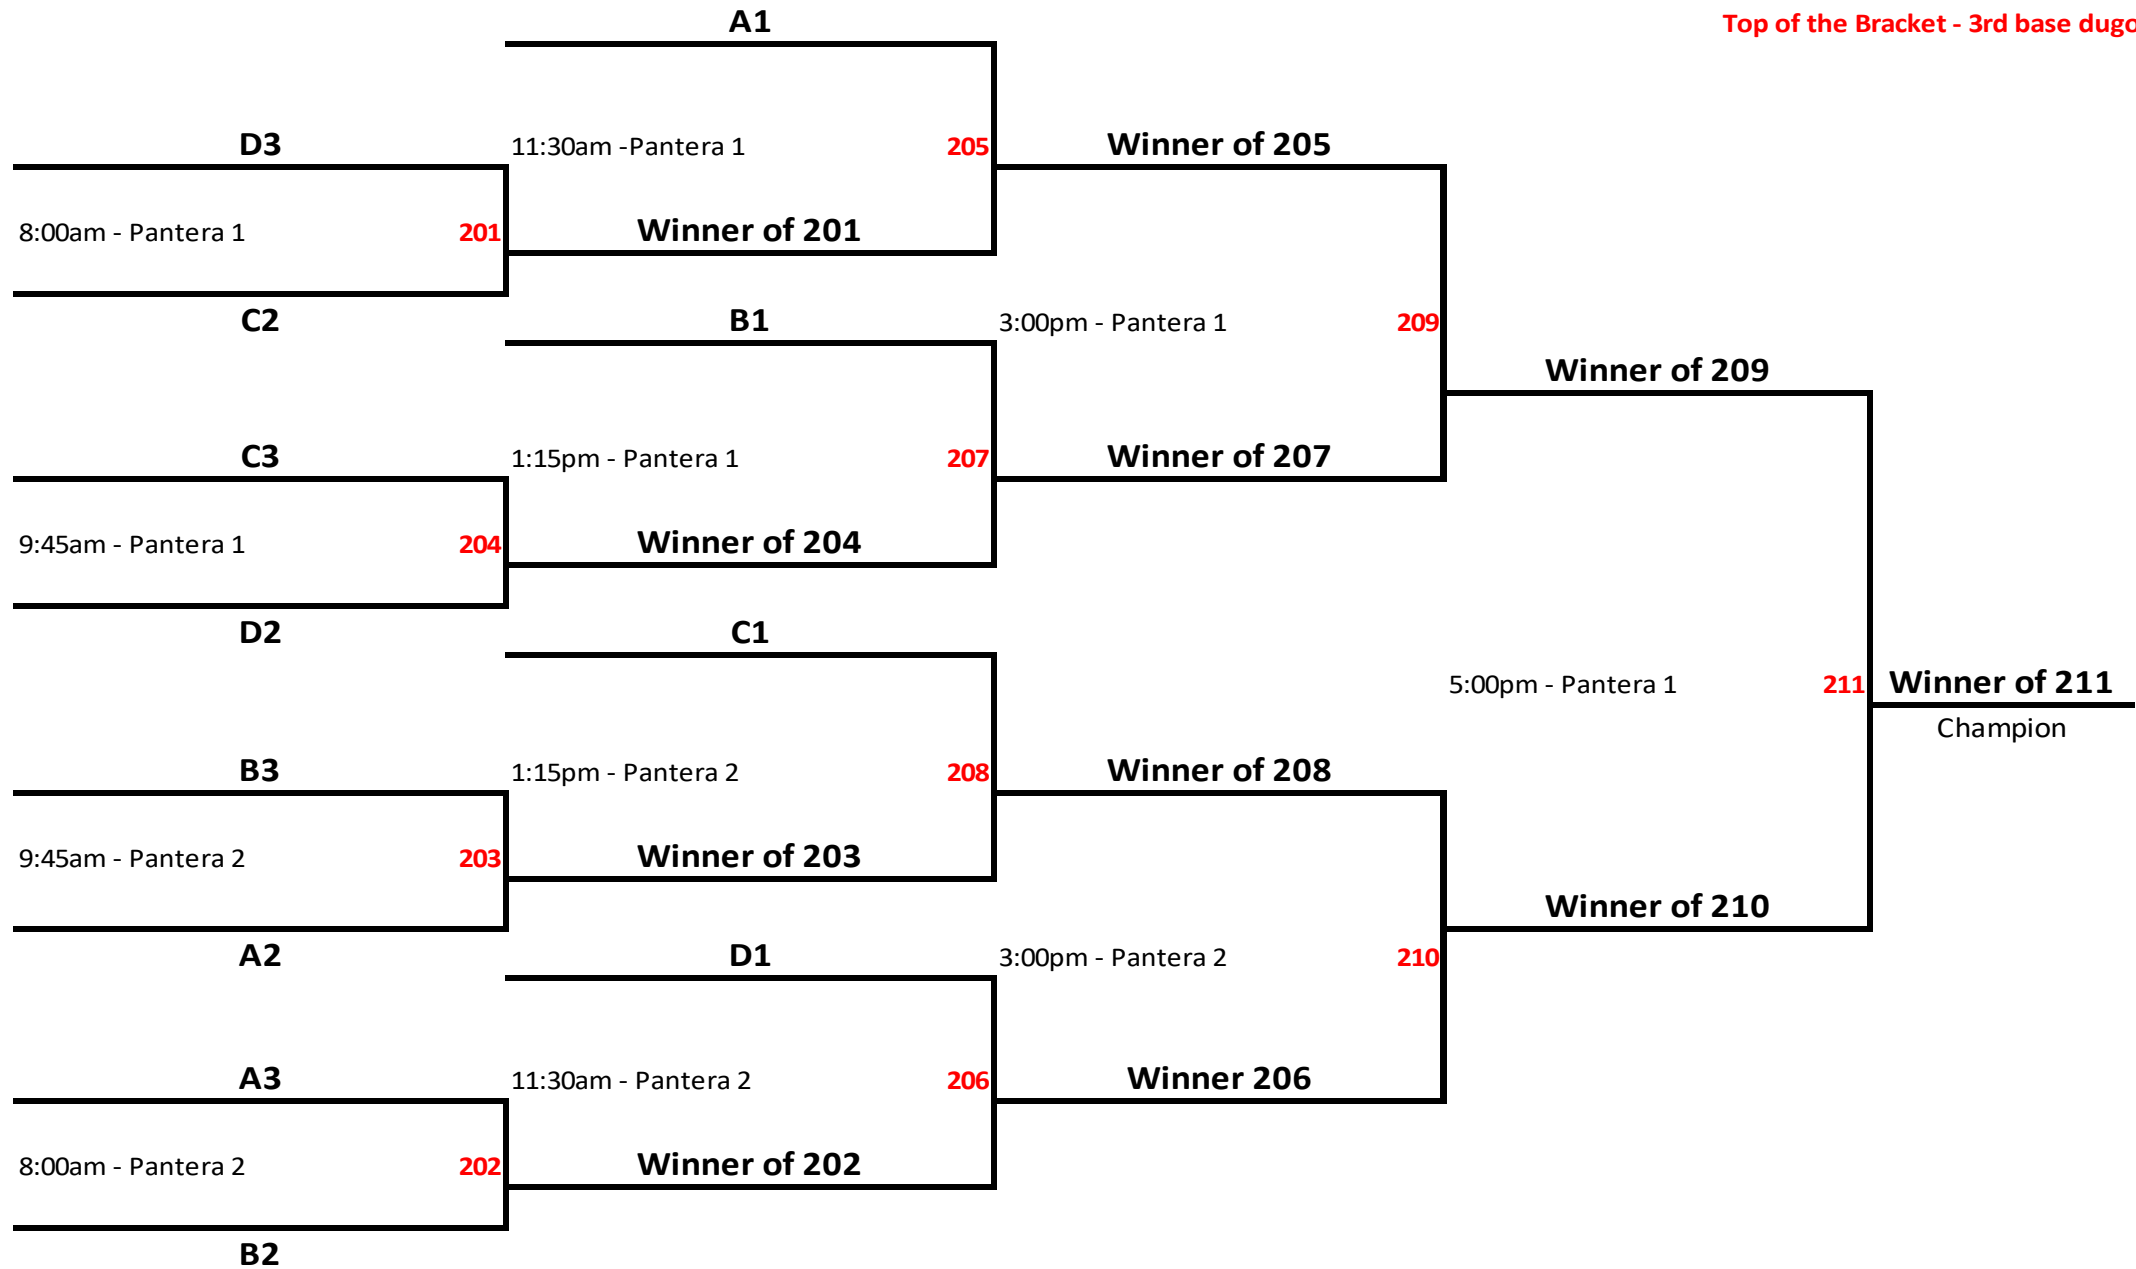 A1
Top of the Bracket - 3rd base dugo
D3
11:30am -Pantera 1
205
Winner of 205
8:00am - Pantera 1
201
Winner of 201
C2
B1
3:00pm - Pantera 1
209
Winner of 209
C3
1:15pm - Pantera 1
207
Winner of 207
9:45am - Pantera 1
204
Winner of 204
D2
C1
5:00pm - Pantera 1
211
Winner of 211
Champion
B3
1:15pm - Pantera 2
208
Winner of 208
9:45am - Pantera 2
203
Winner of 203
Winner of 210
A2
D1
3:00pm - Pantera 2
210
A3
11:30am - Pantera 2
206
Winner 206
8:00am - Pantera 2
202
Winner of 202
B2